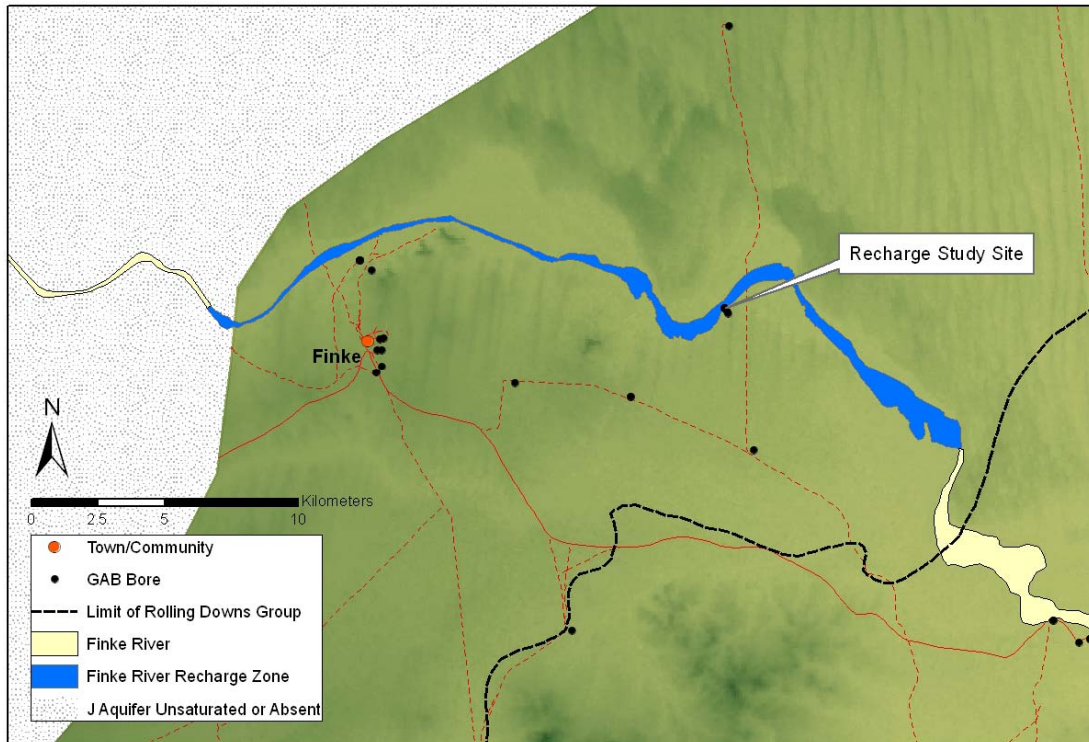 Recharge Study Site
Finke
N
Kilometers
0 2.5 5 10
Town/Community
GAB Bore
Limit of Rolling Downs Group
Finke River
Finke River Recharge Zone
J Aquifer Unsaturated or Absent